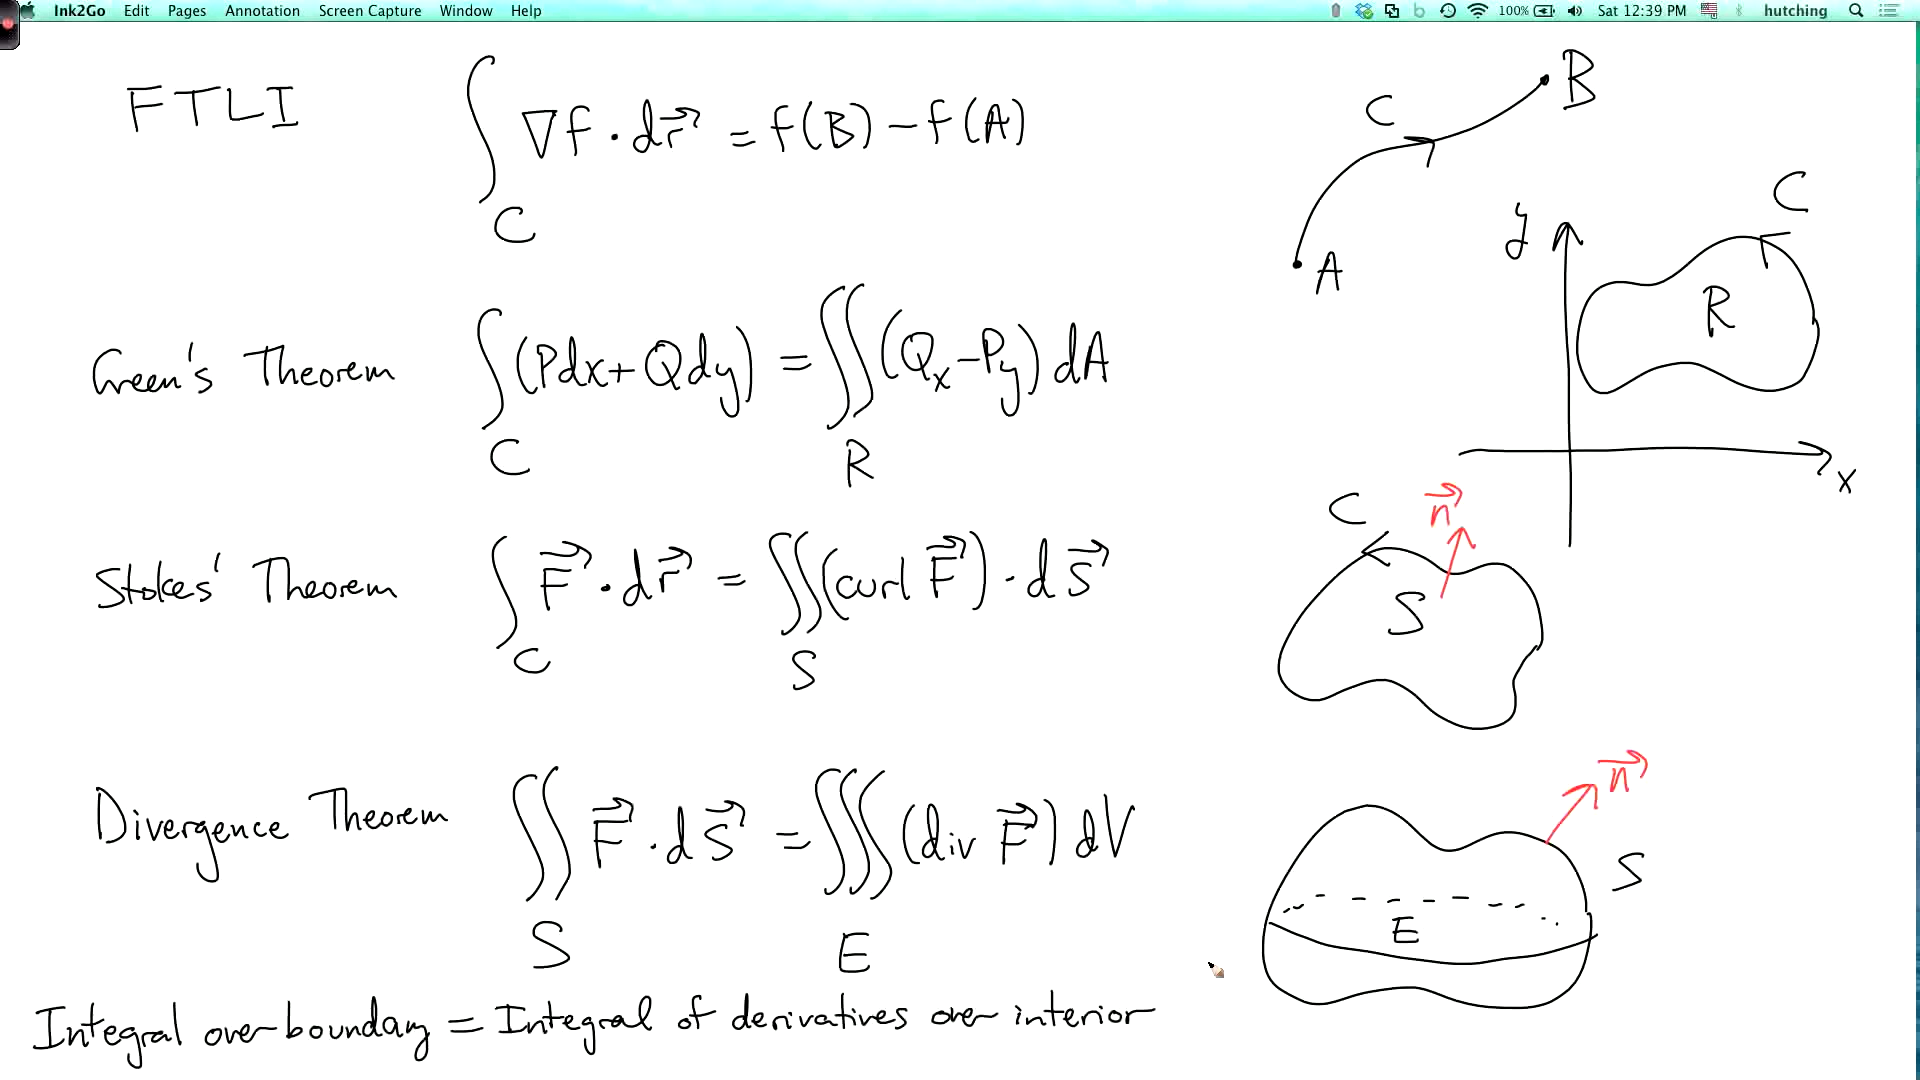 Ink2Go Edit Pages Annotation Screen Capture Window Help 100% Sat 12:39 PM hutching
FTLI ∫_C ∇f · dr⃗ = f(B) − f(A)
A C B
Green's Theorem ∫_C (Pdx + Qdy) = ∬_R (Q_x − P_y) dA
y C R x
Stokes' Theorem ∫_C F⃗ · dr⃗ = ∬_S (curl F⃗) · dS⃗
C n⃗ S
Divergence Theorem ∬_S F⃗ · dS⃗ = ∭_E (div F⃗) dV
n⃗ S E
Integral over boundary = Integral of derivatives over interior